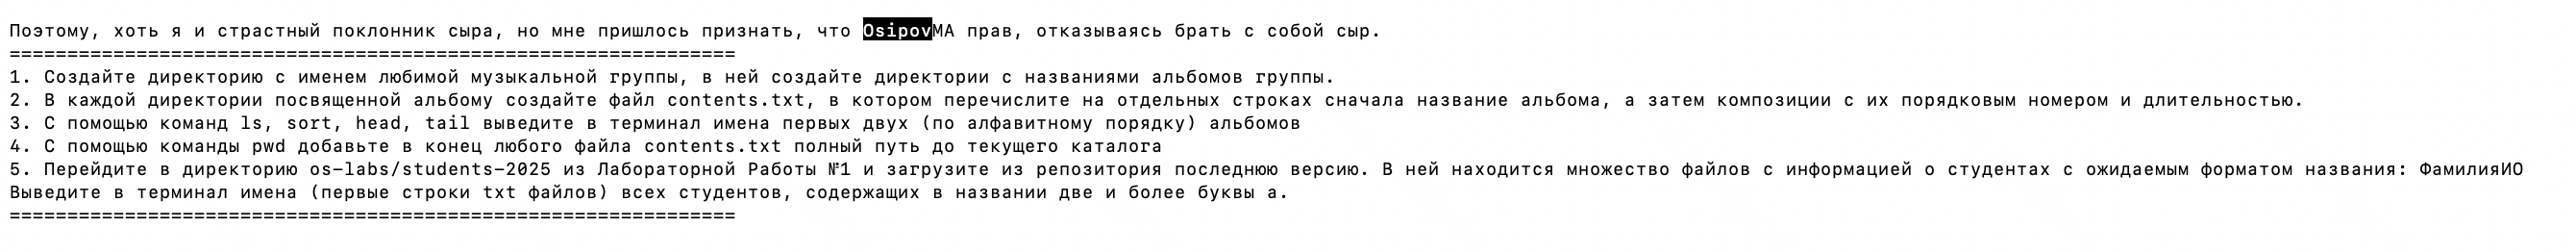 Поэтому, хоть я и страстный поклонник сыра, но мне пришлось признать, что OsipovMA прав, отказываясь брать с собой сыр.
===============================================================
1. Создайте директорию с именем любимой музыкальной группы, в ней создайте директории с названиями альбомов группы.
2. В каждой директории посвященной альбому создайте файл contents.txt, в котором перечислите на отдельных строках сначала название альбома, а затем композиции с их порядковым номером и длительностью.
3. С помощью команд ls, sort, head, tail выведите в терминал имена первых двух (по алфавитному порядку) альбомов
4. С помощью команды pwd добавьте в конец любого файла contents.txt полный путь до текущего каталога
5. Перейдите в директорию os-labs/students-2025 из Лабораторной Работы №1 и загрузите из репозитория последнюю версию. В ней находится множество файлов с информацией о студентах с ожидаемым форматом названия: ФамилияИО
Выведите в терминал имена (первые строки txt файлов) всех студентов, содержащих в названии две и более буквы а.
===============================================================